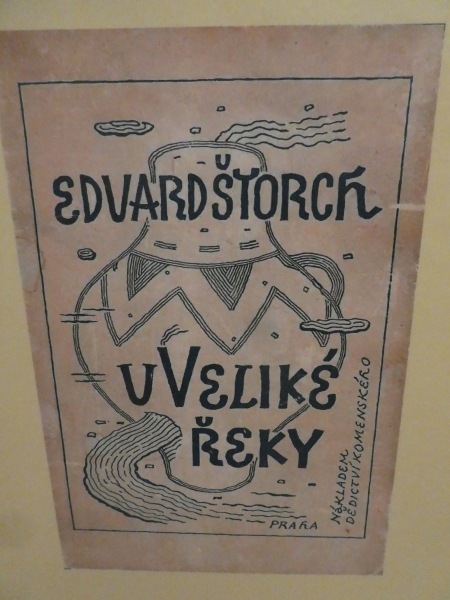 EDVARD ŠTORCH
U VELIKÉ
ŘEKY
PRAHA
NÁKLADEM
DĚDICTVÍ KOMENSKÉHO